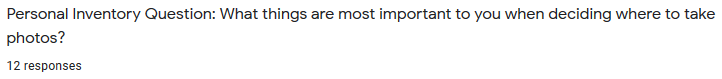 Personal Inventory Question: What things are most important to you when deciding where to take
photos?
12 responses